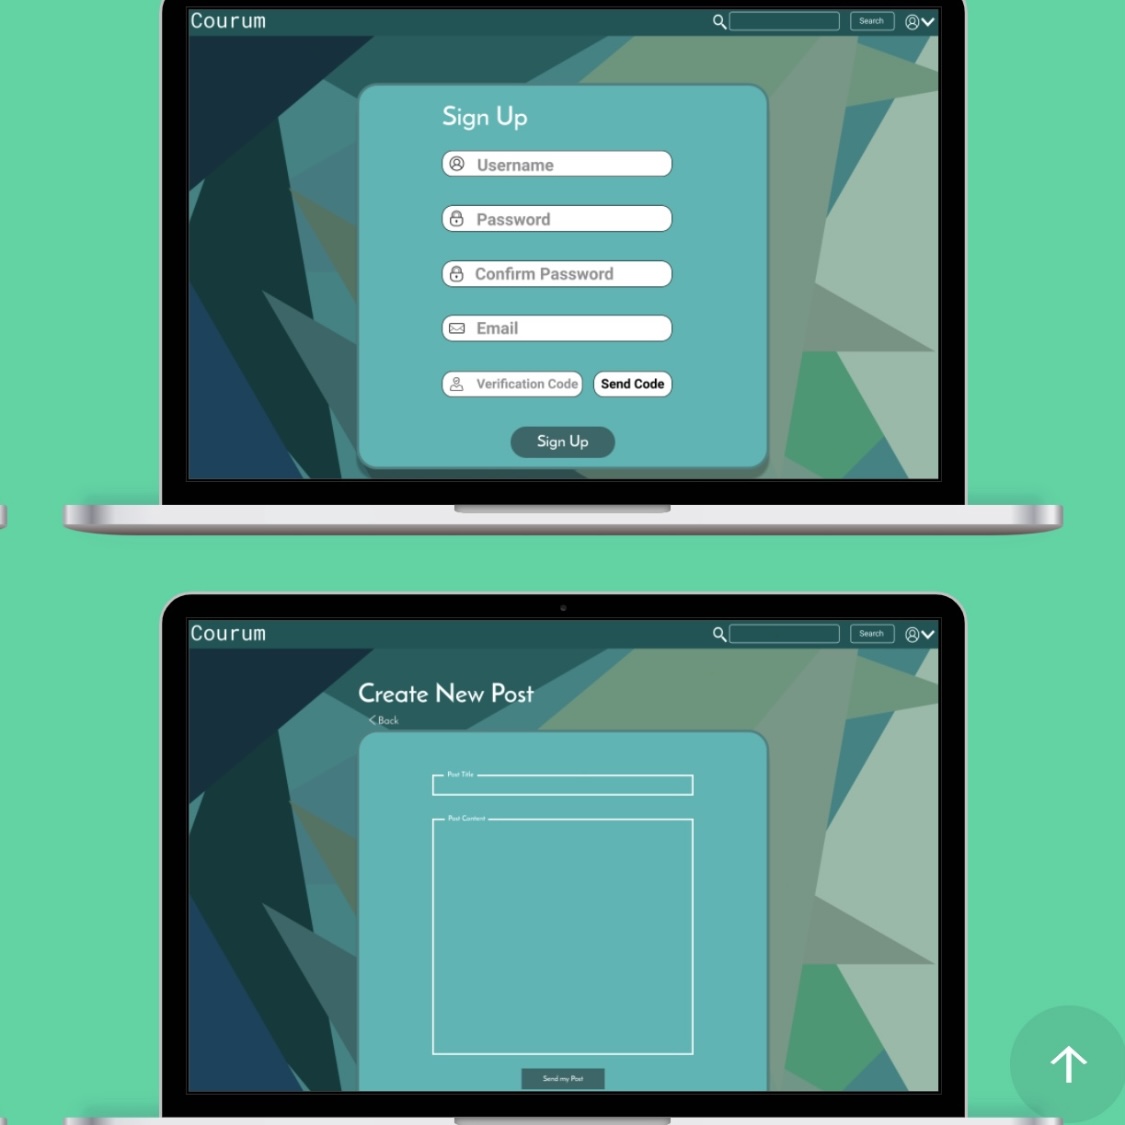 Courum
Search
Sign Up
Username
Password
Confirm Password
Email
Verification Code
Send Code
Sign Up
Courum
Search
Create New Post
Back
Post Title
Post Content
Send my Post